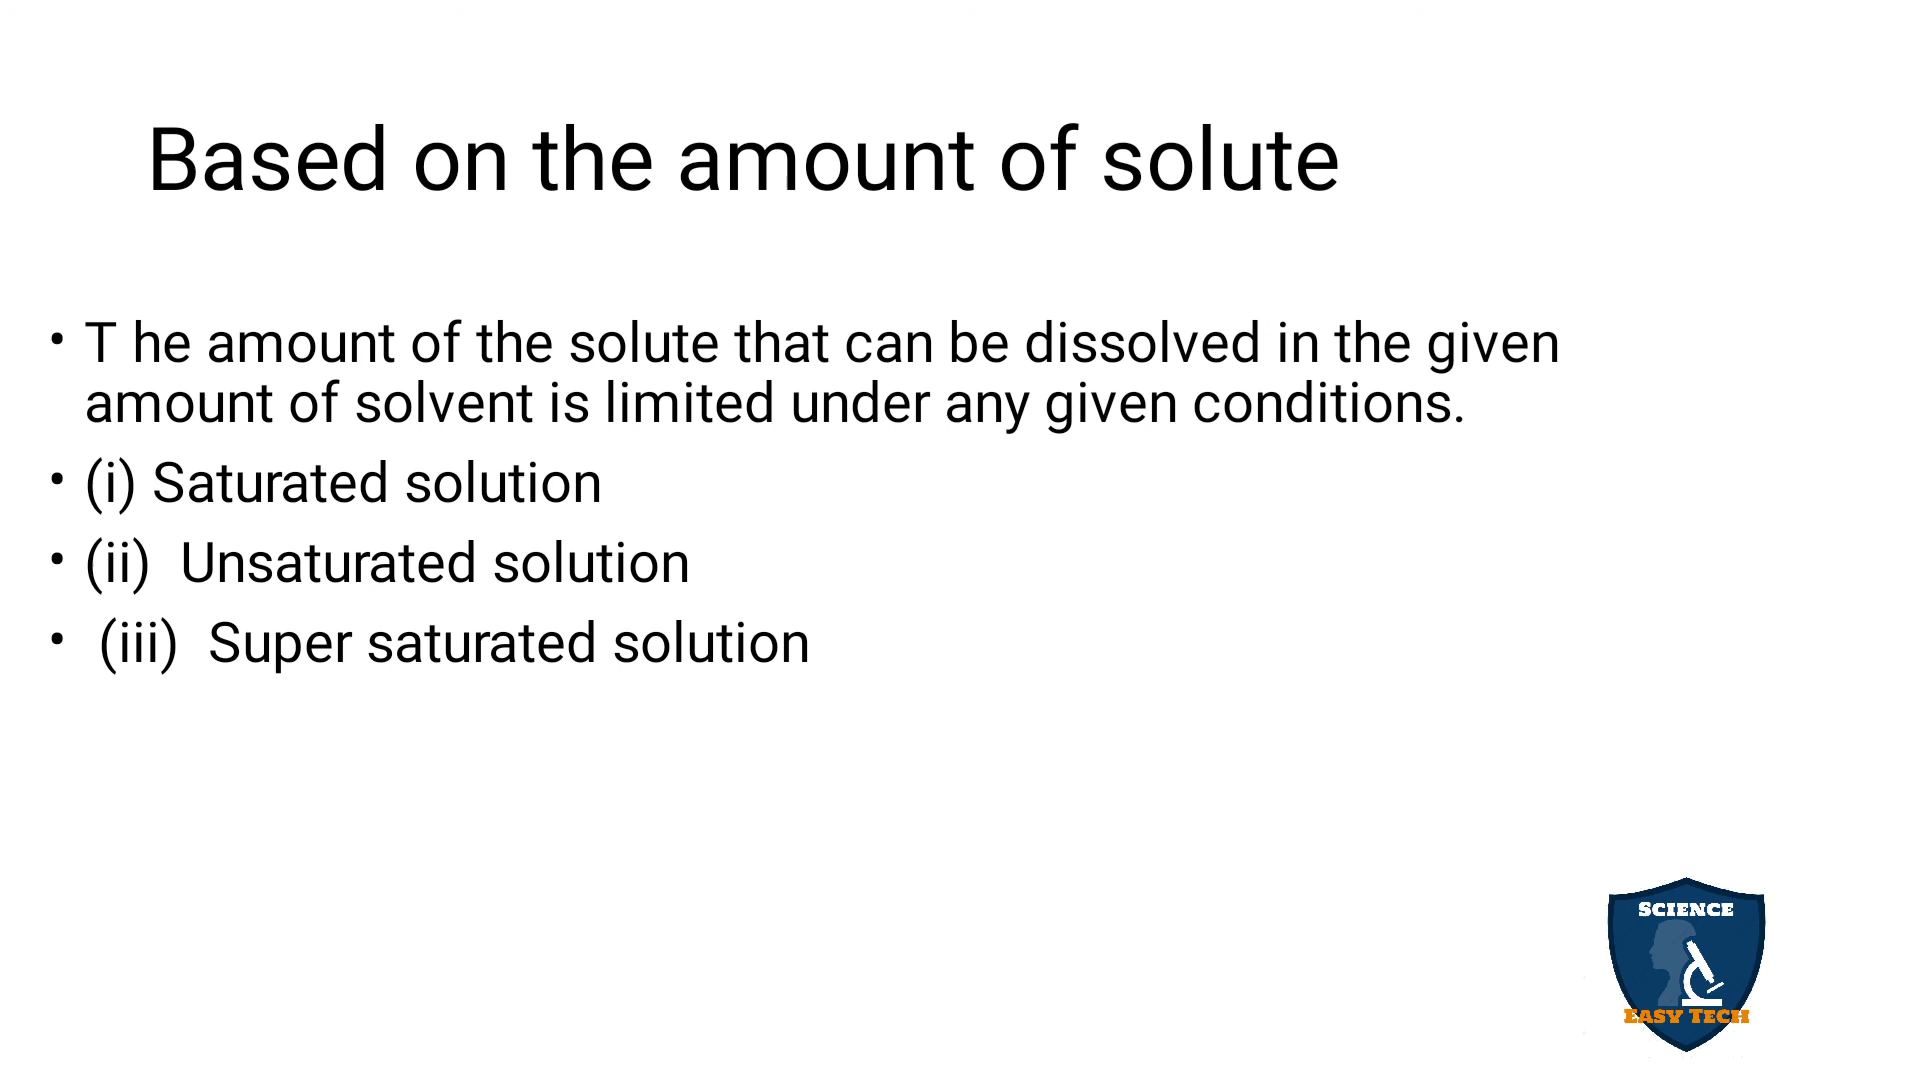 Based on the amount of solute
• T he amount of the solute that can be dissolved in the given
amount of solvent is limited under any given conditions.
• (i) Saturated solution
• (ii)  Unsaturated solution
•  (iii)  Super saturated solution
SCIENCE
EASY TECH